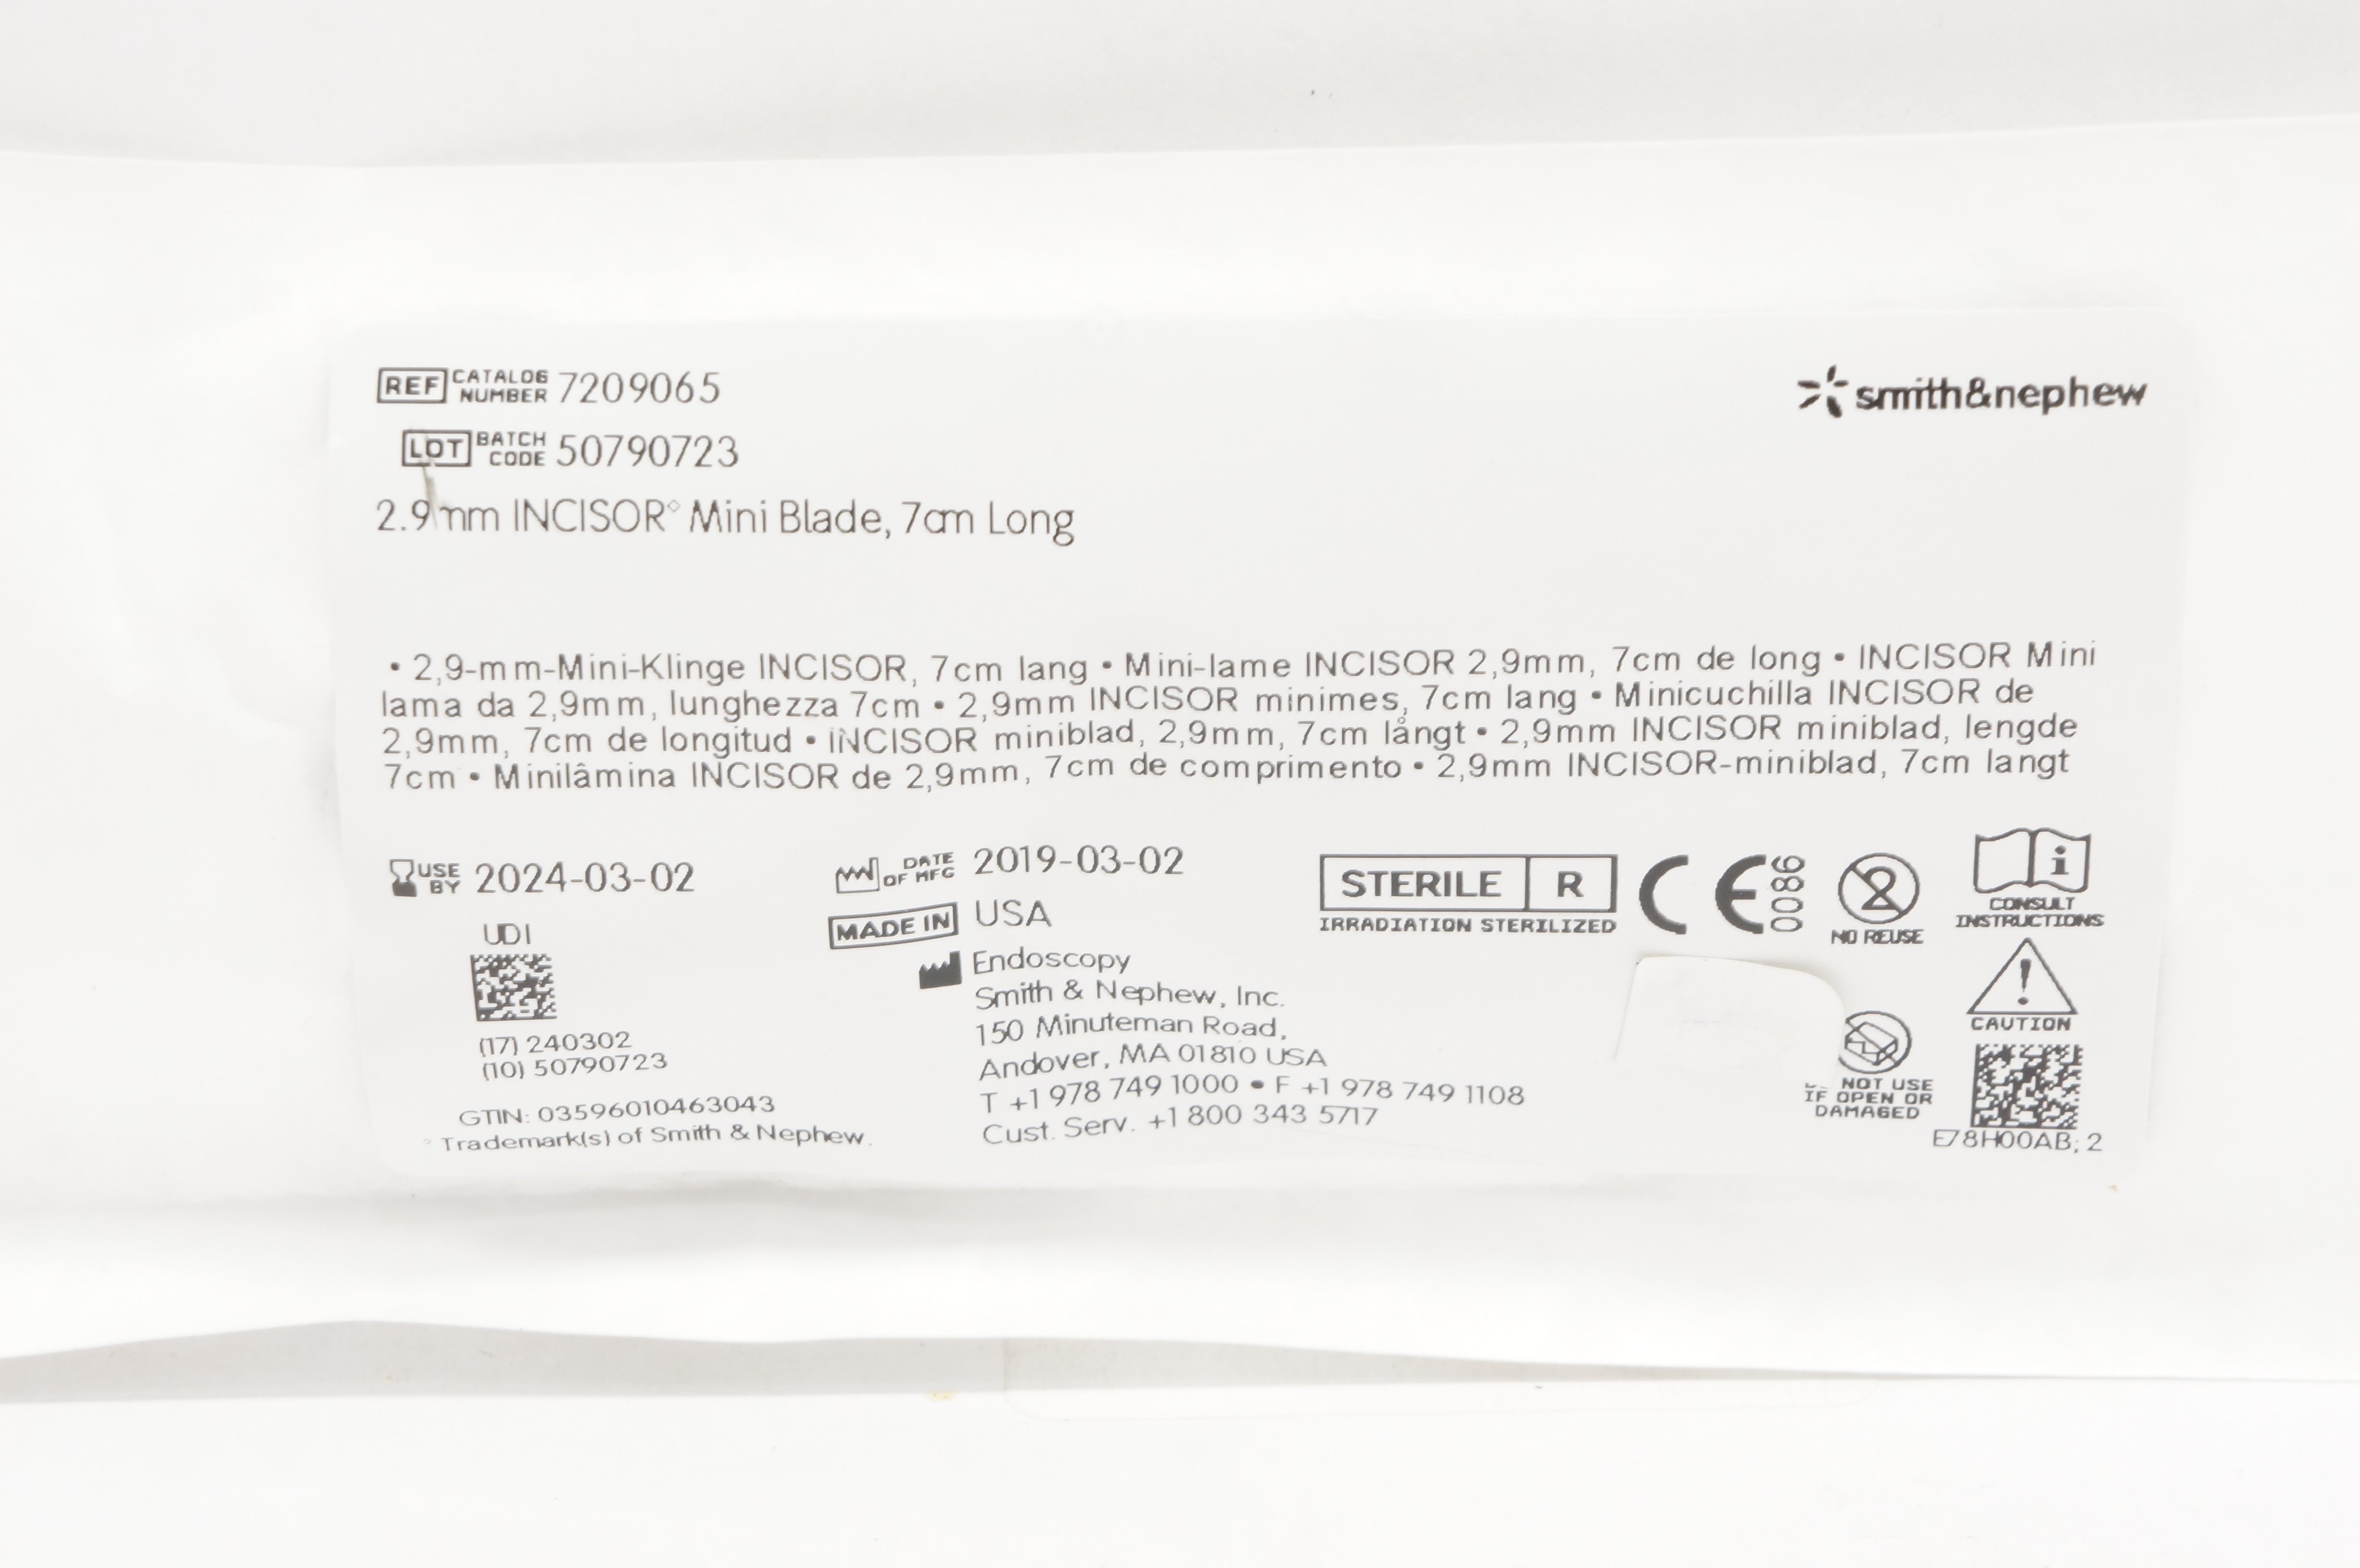 REF CATALOG NUMBER 7209065
smith&nephew
LOT BATCH CODE 50790723
2.9mm INCISOR◇ Mini Blade, 7cm Long
• 2,9-mm-Mini-Klinge INCISOR, 7cm lang • Mini-lame INCISOR 2,9mm, 7cm de long • INCISOR Mini
lama da 2,9mm, lunghezza 7cm • 2,9mm INCISOR minimes, 7cm lang • Minicuchilla INCISOR de
2,9mm, 7cm de longitud • INCISOR miniblad, 2,9mm, 7cm långt • 2,9mm INCISOR miniblad, lengde
7cm • Minilâmina INCISOR de 2,9mm, 7cm de comprimento • 2,9mm INCISOR-miniblad, 7cm langt
USE BY 2024-03-02
UDI
(17) 240302
(10) 50790723
GTIN: 03596010463043
◇ Trademark(s) of Smith & Nephew.
DATE OF MFG 2019-03-02
MADE IN USA
Endoscopy
Smith & Nephew, Inc.
150 Minuteman Road,
Andover, MA 01810 USA
T +1 978 749 1000 • F +1 978 749 1108
Cust. Serv. +1 800 343 5717
STERILE R
IRRADIATION STERILIZED
CE 0086
2
NO REUSE
i
CONSULT
INSTRUCTIONS
!
CAUTION
NOT USE
IF OPEN OR
DAMAGED
E78H00AB; 2